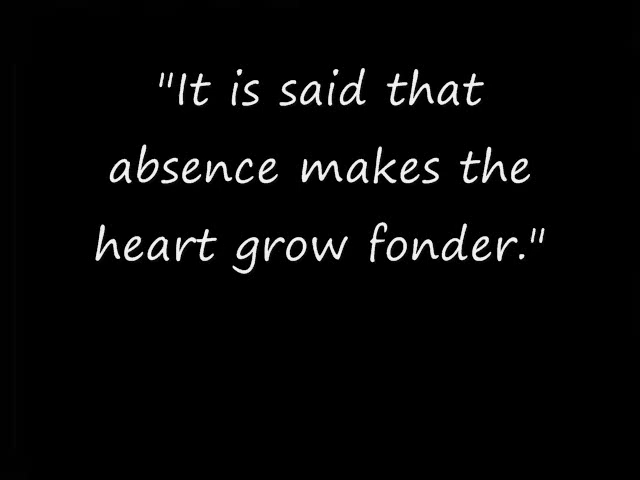 "It is said that
absence makes the
heart grow fonder."